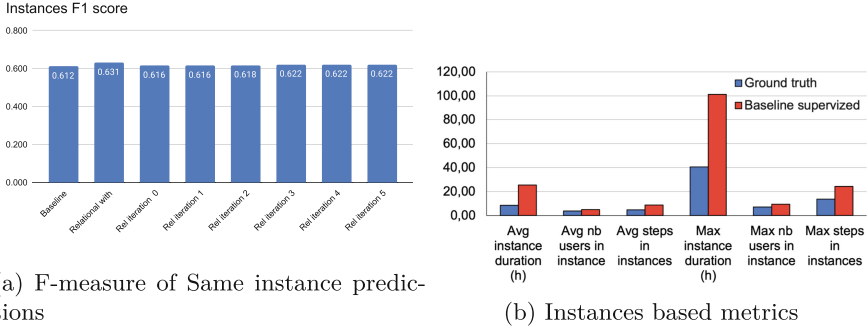 Instances F1 score
0.800
0.600
0.400
0.200
0.000
0.612
0.631
0.616
0.616
0.618
0.622
0.622
0.622
Baseline
Relational with
Rel iteration 0
Rel iteration 1
Rel iteration 2
Rel iteration 3
Rel iteration 4
Rel iteration 5
a) F-measure of Same instance predic-
tions
120,00
100,00
80,00
60,00
40,00
20,00
0,00
Ground truth
Baseline supervized
Avg
instance
duration
(h)
Avg nb
users in
instance
Avg steps
in
instances
Max
instance
duration
(h)
Max nb
users in
instance
Max steps
in
instances
(b) Instances based metrics